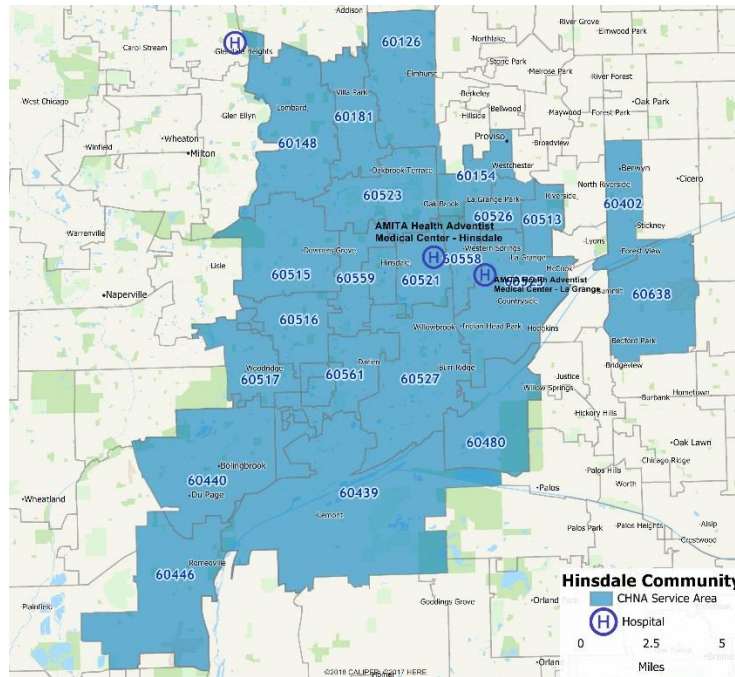 Addison
60126
River Grove
Elmwood Park
Northlake
Stone Park
Carol Stream
Glendale Heights
Elmhurst
Melrose Park
River Forest
Villa Park
Berkeley
West Chicago
Lombard
Bellwood
Oak Park
Glen Ellyn
60181
Hillside
Maywood
Forest Park
Wheaton
Proviso
Broadview
Winfield
60148
Milton
Westchester
Oakbrook Terrace
60154
Berwyn
Cicero
60523
North Riverside
Oak Brook
La Grange Park
Riverside
60402
60526
60513
Stickney
AMITA Health Adventist
Medical Center - Hinsdale
Warrenville
Western Springs
Lyons
Downers Grove
Forest View
Hinsdale
60558
La Grange
Lisle
McCook
60515
60559
60521
AMITA Health Adventist
60525
Medical Center - La Grange
Summit
60638
Naperville
Countryside
60516
Willowbrook
Indian Head Park
Hodgkins
Bedford Park
Darien
Bridgeview
Woodridge
Burr Ridge
Justice
60517
60561
60527
Willow Springs
Burbank
Hometown
Hickory Hills
60480
Oak Lawn
Bolingbrook
Palos Hills
Chicago Ridge
60440
Worth
60439
Palos
Wheatland
Du Page
Lemont
Palos Park
Palos Heights
Alsip
Crestwood
Romeoville
60446
Hinsdale Community
CHNA Service Area
Plainfield
Goodings Grove
Orland
H Hospital
0 2.5 5
Orland
Miles
Homer
©2018 CALIPER; ©2017 HERE